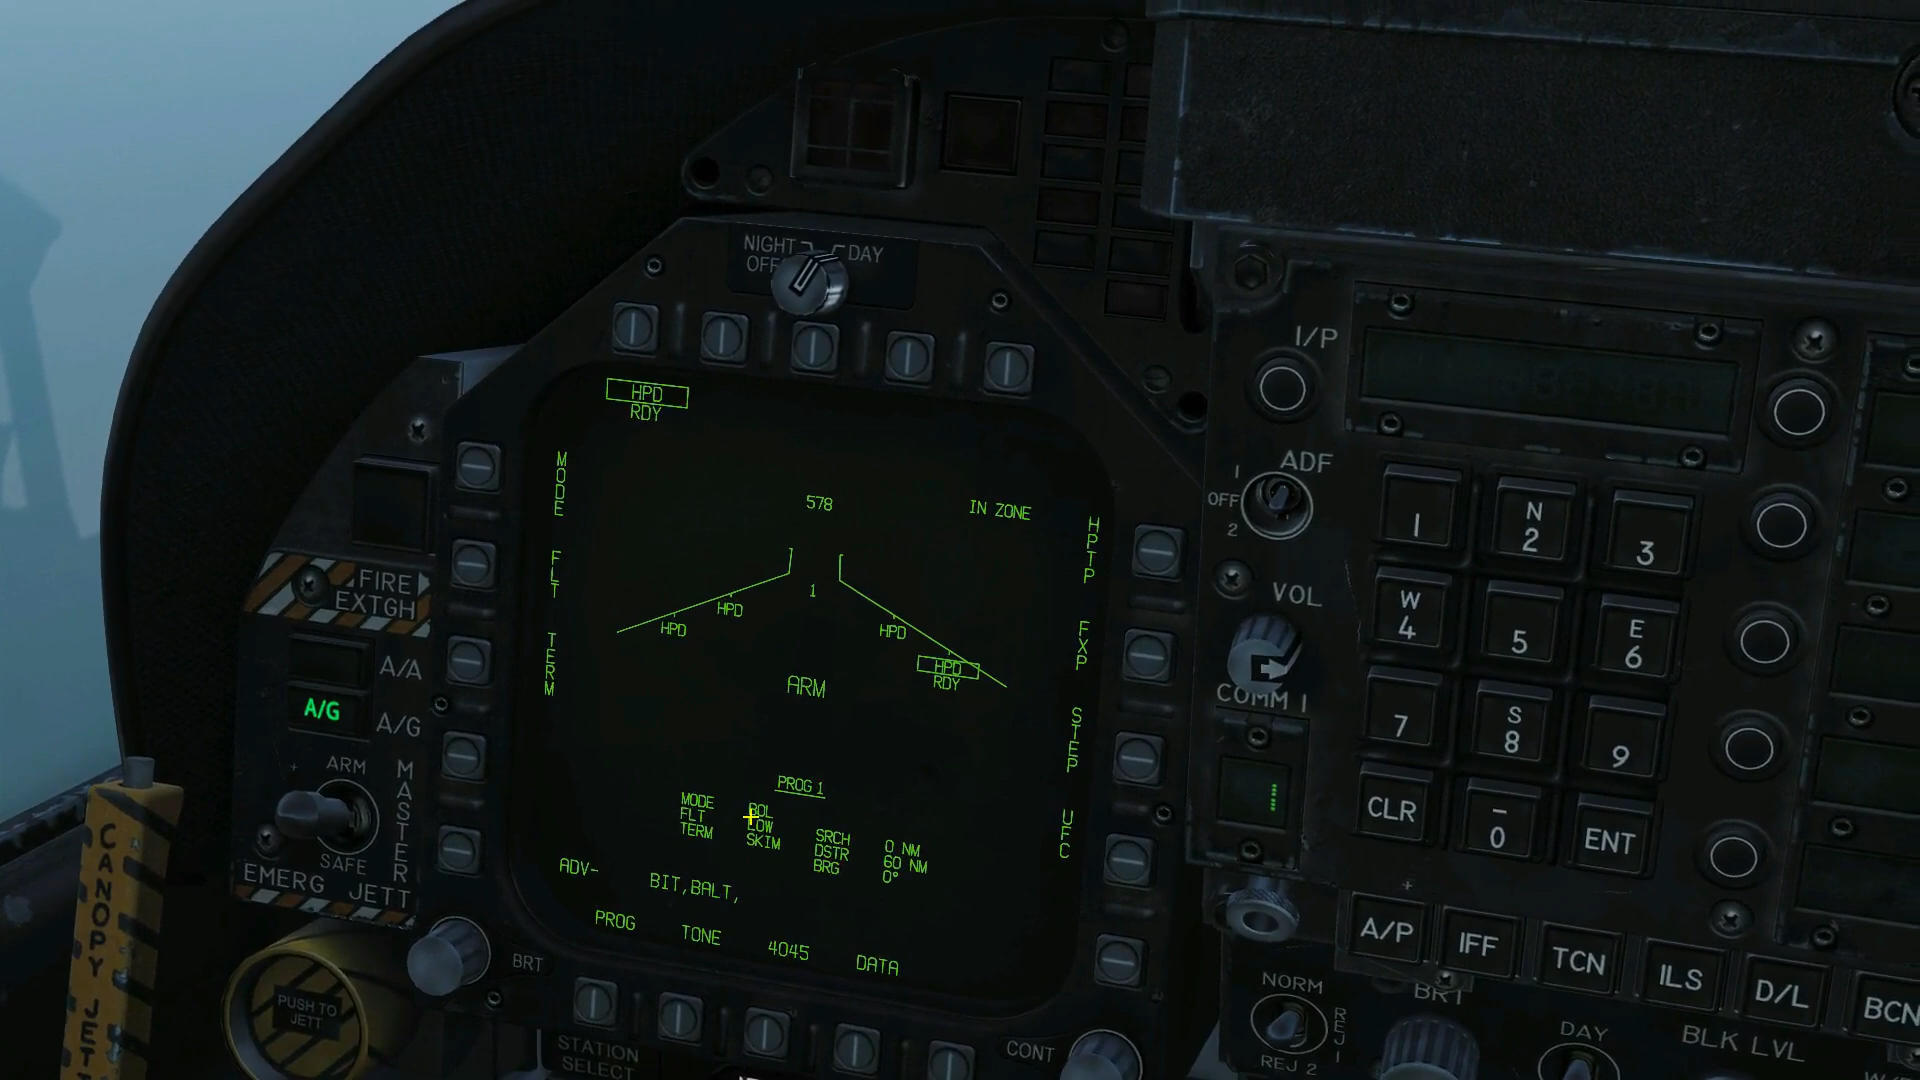 NIGHT
DAY
OFF
HPD
RDY
MODE
FLT
TERM
578
IN ZONE
HPTP
FXP
STEP
UFC
1
HPD
HPD
HPD
HPD
RDY
ARM
PROG 1
MODE
FLT
TERM
BOL
LOW
SKIM
SRCH 0 NM
DSTR 60 NM
BRG 0°
ADV-
BIT,BALT,
PROG
TONE
4045
DATA
FIRE
EXTGH
A/A
A/G
A/G
ARM
MASTER
SAFE
EMERG JETT
CANOPY JETT
PUSH TO
JETT
BRT
STATION
SELECT
CONT
I/P
ADF
1
OFF
2
VOL
COMM 1
1
N
2
3
W
4
5
E
6
7
S
8
9
CLR
–
0
ENT
A/P
IFF
TCN
ILS
D/L
BCN
NORM
REJ 1
REJ 2
BRT
DAY
BLK LVL